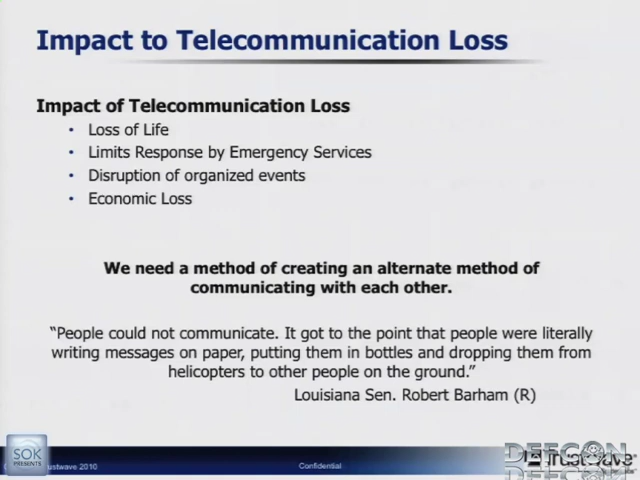 Impact to Telecommunication Loss
Impact of Telecommunication Loss
• Loss of Life
• Limits Response by Emergency Services
• Disruption of organized events
• Economic Loss
We need a method of creating an alternate method of
communicating with each other.
“People could not communicate. It got to the point that people were literally
writing messages on paper, putting them in bottles and dropping them from
helicopters to other people on the ground.”
Louisiana Sen. Robert Barham (R)
SOK
PRESENTS
Trustwave 2010
Confidential
DEFCON
Trustwave